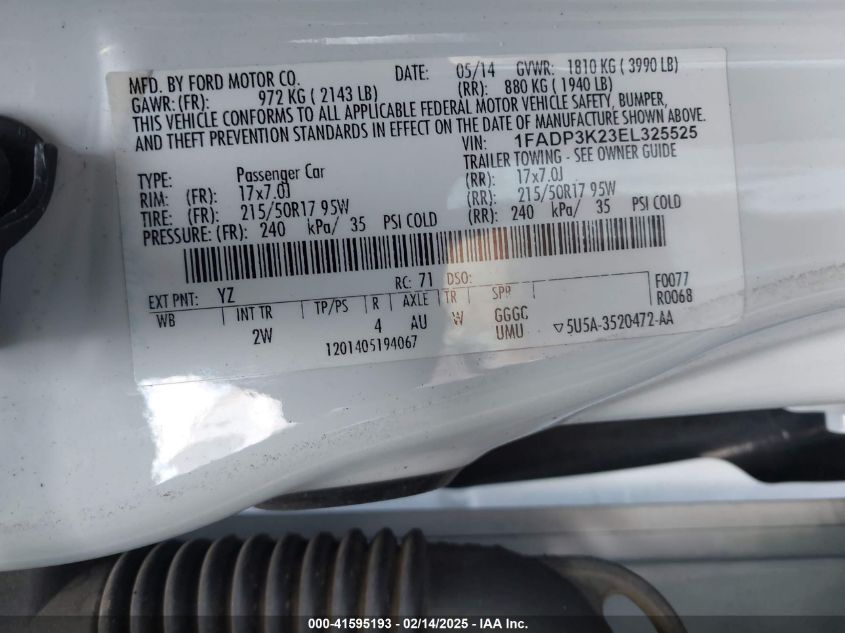 MFD. BY FORD MOTOR CO. DATE: 05/14 GVWR: 1810 KG ( 3990 LB)
GAWR: (FR): 972 KG ( 2143 LB) (RR): 880 KG ( 1940 LB)
THIS VEHICLE CONFORMS TO ALL APPLICABLE FEDERAL MOTOR VEHICLE SAFETY, BUMPER,
AND THEFT PREVENTION STANDARDS IN EFFECT ON THE DATE OF MANUFACTURE SHOWN ABOVE.
VIN: 1FADP3K23EL325525
TYPE: Passenger Car TRAILER TOWING - SEE OWNER GUIDE
RIM: (FR): 17x7.0J (RR): 17x7.0J
TIRE: (FR): 215/50R17 95W (RR): 215/50R17 95W
PRESSURE: (FR): 240 kPa/ 35 PSI COLD (RR): 240 kPa/ 35 PSI COLD
EXT PNT: YZ RC: 71 DSO: F0077
WB INT TR TP/PS R AXLE TR SPR R0068
2W 4 AU W GGGC
1201405194067 UMU ▽5U5A-3520472-AA
000-41595193 - 02/14/2025 - IAA Inc.